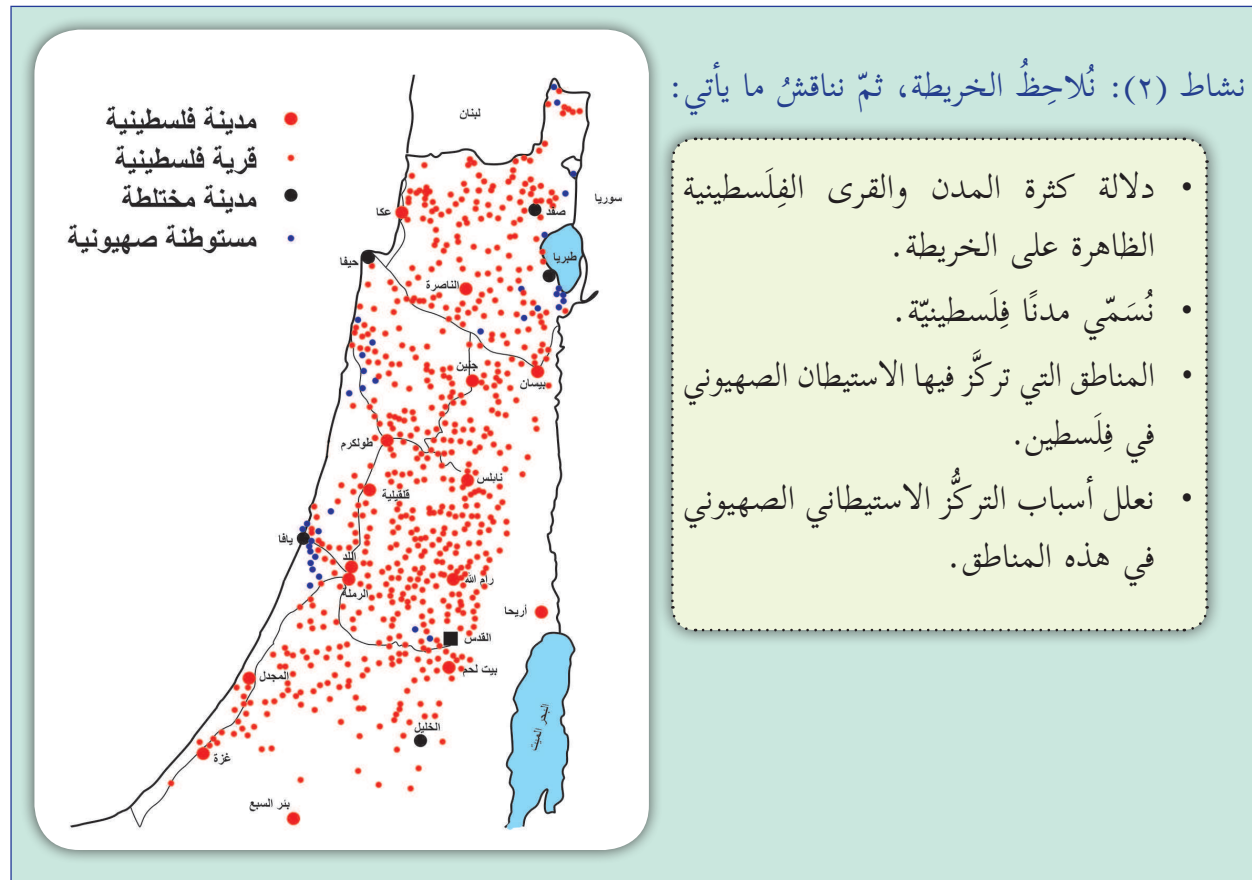 نشاط (٢): نُلاحِظُ الخريطة، ثمّ نناقشُ ما يأتي:
• دلالة كثرة المدن والقرى الفِلَسطينية
الظاهرة على الخريطة.
• نُسَمّي مدنًا فِلَسطينيّة.
• المناطق التي تركَّز فيها الاستيطان الصهيوني
في فِلَسطين.
• نعلل أسباب التركُّز الاستيطاني الصهيوني
في هذه المناطق.
مدينة فلسطينية
قرية فلسطينية
مدينة مختلطة
مستوطنة صهيونية
لبنان
سوريا
عكا
صفد
حيفا
طبريا
الناصرة
جنين
بيسان
طولكرم
نابلس
قلقيلية
يافا
اللد
الرملة
رام الله
أريحا
القدس
بيت لحم
المجدل
الخليل
البحر الميت
غزة
بئر السبع